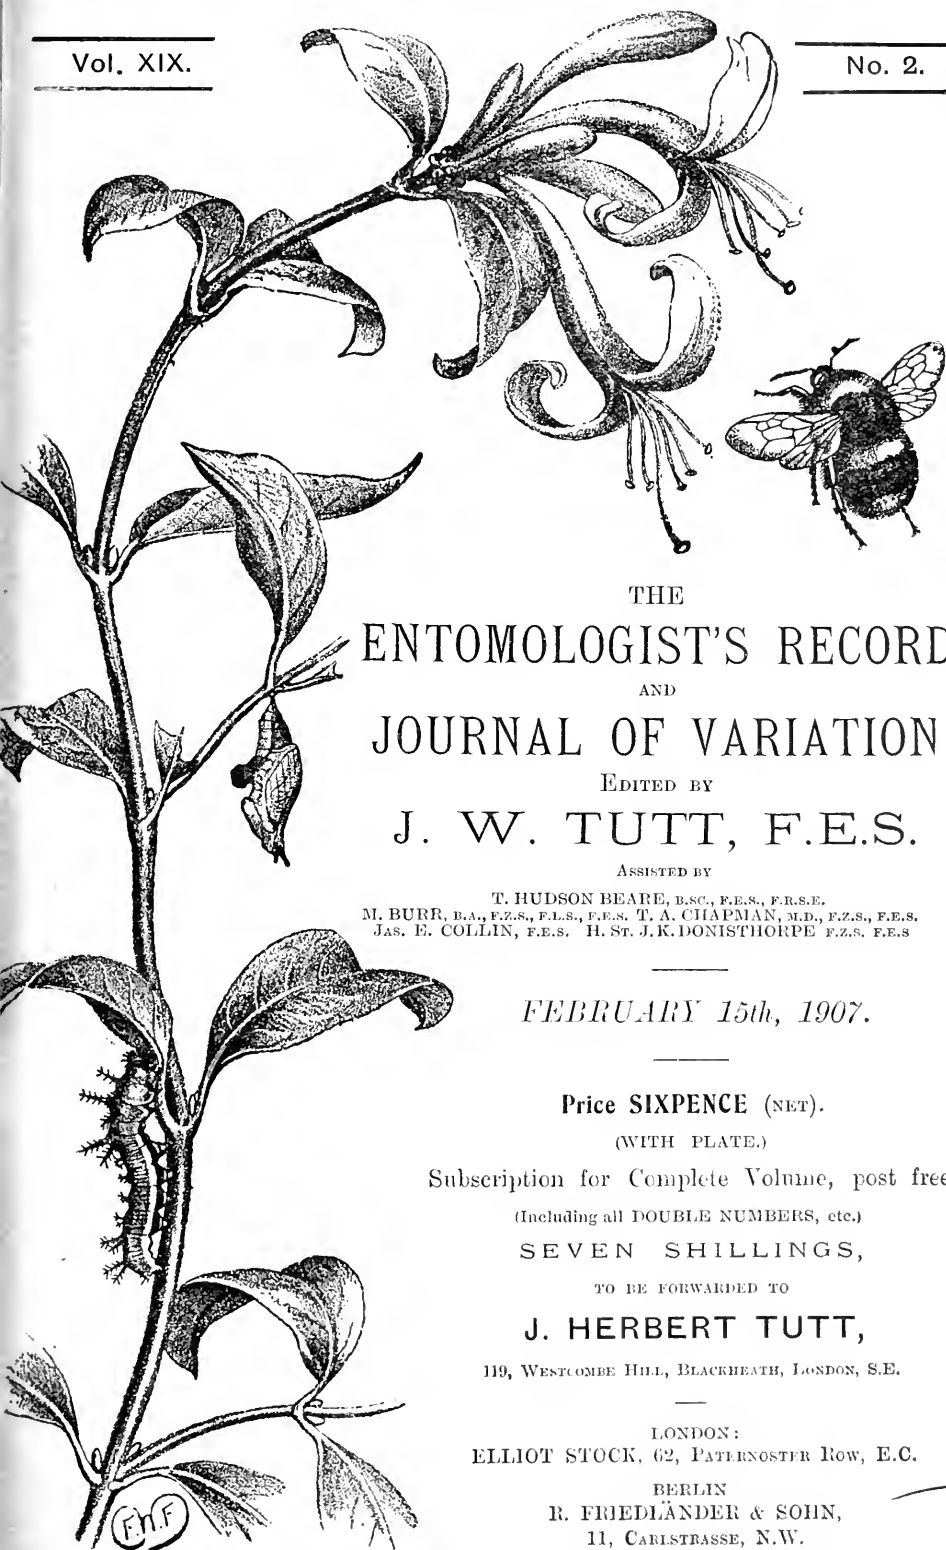 Vol. XIX.
No. 2.
THE
ENTOMOLOGIST'S RECORD
AND
JOURNAL OF VARIATION
EDITED BY
J. W. TUTT, F.E.S.
ASSISTED BY
T. HUDSON BEARE, B.SC., F.E.S., F.R.S.E.
M. BURR, B.A., F.Z.S., F.L.S., F.E.S. T. A. CHAPMAN, M.D., F.Z.S., F.E.S.
JAS. E. COLLIN, F.E.S. H. ST. J. K. DONISTHORPE F.Z.S. F.E.S
FEBRUARY 15th, 1907.
Price SIXPENCE (NET).
(WITH PLATE.)
Subscription for Complete Volume, post free
(Including all DOUBLE NUMBERS, etc.)
SEVEN SHILLINGS,
TO BE FORWARDED TO
J. HERBERT TUTT,
119, WESTCOMBE HILL, BLACKHEATH, LONDON, S.E.
LONDON:
ELLIOT STOCK, 62, PATERNOSTER ROW, E.C.
BERLIN
R. FRIEDLÄNDER & SOHN,
11, CARLSTRASSE, N.W.
F.W.F